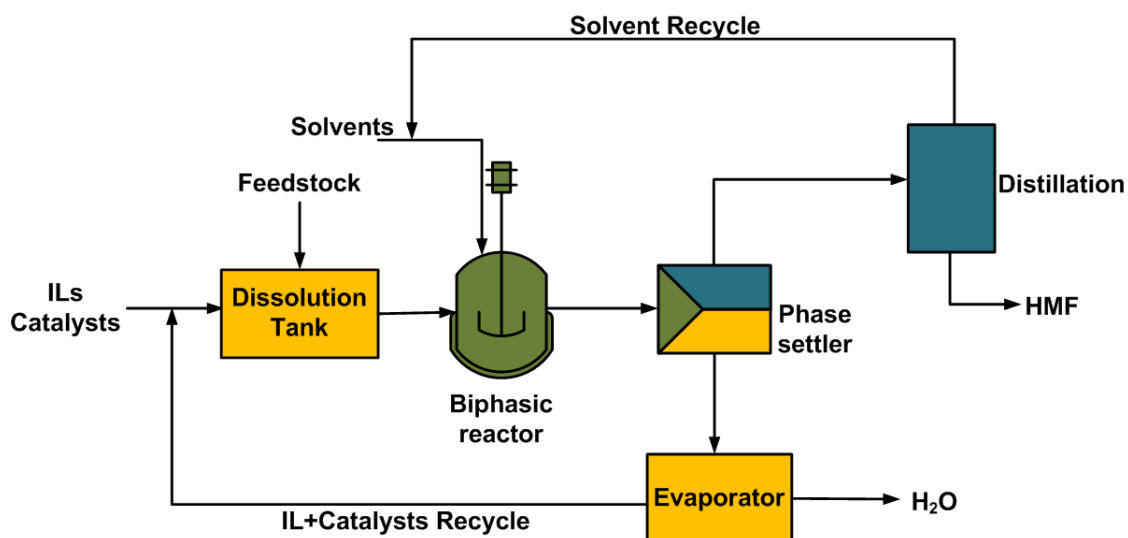 Solvent Recycle
Solvents
Feedstock
Distillation
ILs
Catalysts
Dissolution
Tank
HMF
Phase
settler
Biphasic
reactor
Evaporator
H₂O
IL+Catalysts Recycle